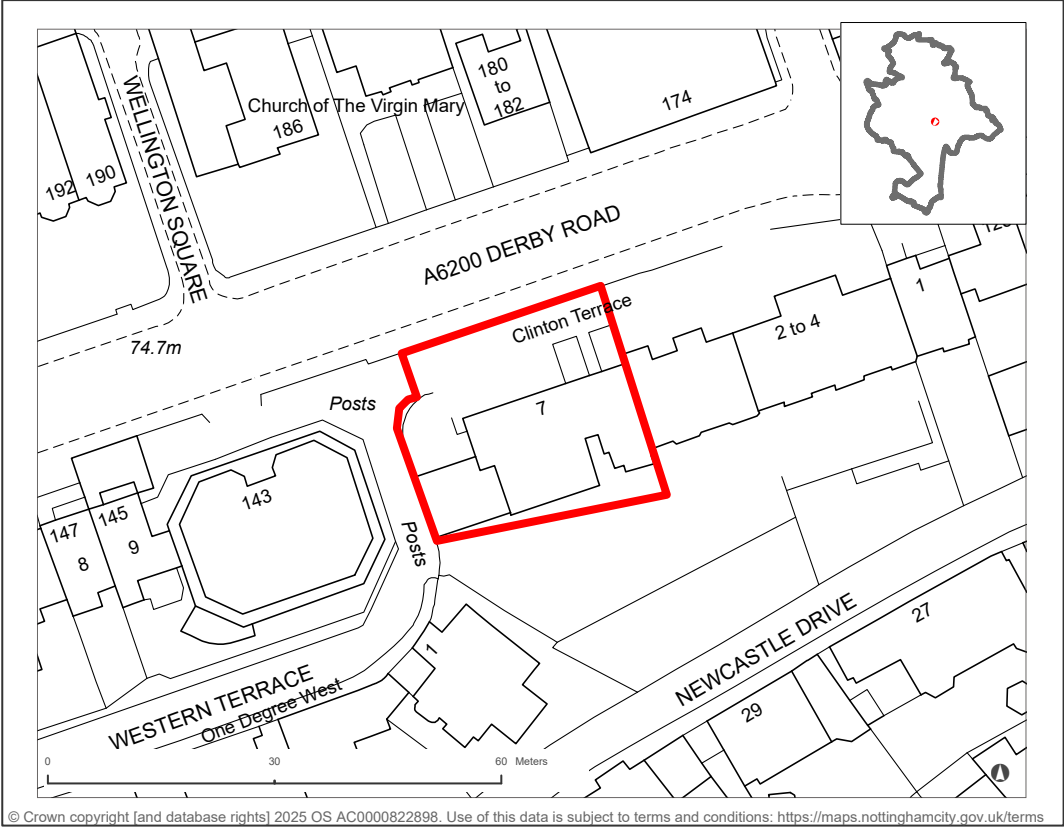 180
to
182
174
Church of The Virgin Mary
186
WELLINGTON SQUARE
192
190
A6200 DERBY ROAD
1
Clinton Terrace
2 to 4
74.7m
Posts
7
143
147
145
8
9
Posts
27
NEWCASTLE DRIVE
1
WESTERN TERRACE
One Degree West
29
0 30 60 Meters
© Crown copyright [and database rights] 2025 OS AC0000822898. Use of this data is subject to terms and conditions: https://maps.nottinghamcity.gov.uk/terms